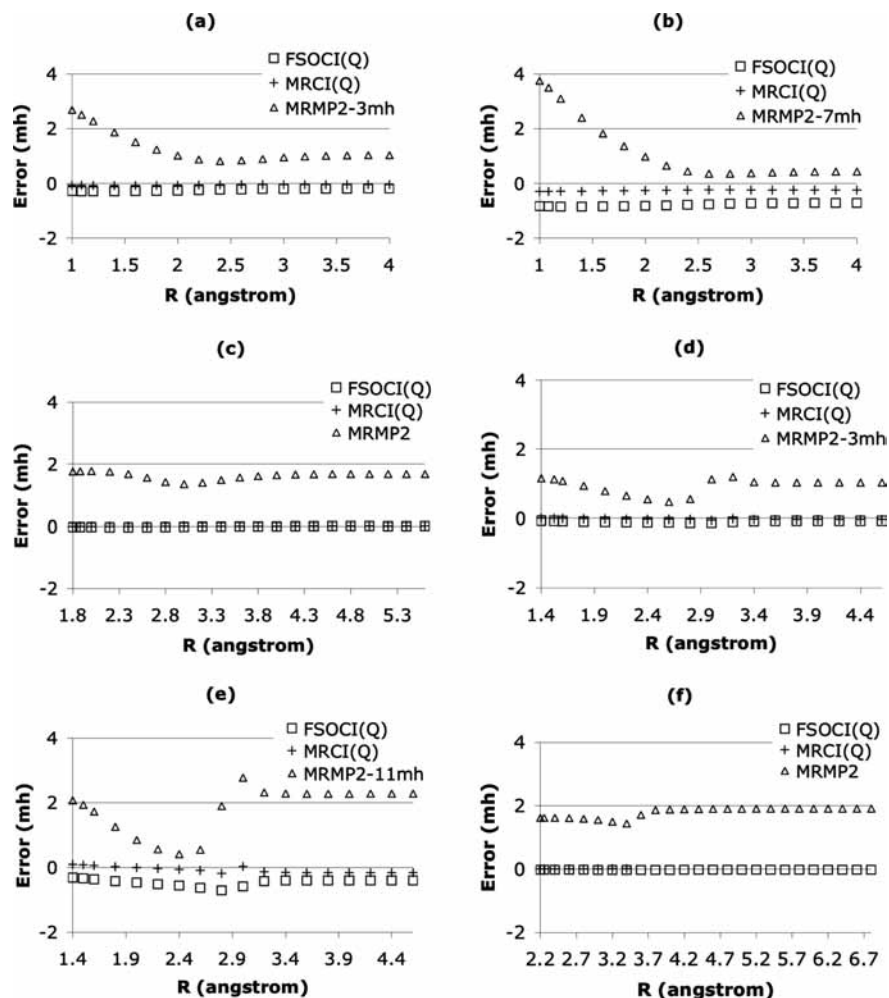 (a)
FSOCI(Q)
MRCI(Q)
MRMP2-3mh
4
2
0
-2
Error (mh)
1 1.5 2 2.5 3 3.5 4
R (angstrom)
(b)
FSOCI(Q)
MRCI(Q)
MRMP2-7mh
4
2
0
-2
Error (mh)
1 1.5 2 2.5 3 3.5 4
R (angstrom)
(c)
FSOCI(Q)
MRCI(Q)
MRMP2
4
2
0
-2
Error (mh)
1.8 2.3 2.8 3.3 3.8 4.3 4.8 5.3
R (angstrom)
(d)
FSOCI(Q)
MRCI(Q)
MRMP2-3mh
4
2
0
-2
Error (mh)
1.4 1.9 2.4 2.9 3.4 3.9 4.4
R (angstrom)
(e)
FSOCI(Q)
MRCI(Q)
MRMP2-11mh
4
2
0
-2
Error (mh)
1.4 1.9 2.4 2.9 3.4 3.9 4.4
R (angstrom)
(f)
FSOCI(Q)
MRCI(Q)
MRMP2
4
2
0
-2
Error (mh)
2.2 2.7 3.2 3.7 4.2 4.7 5.2 5.7 6.2 6.7
R (angstrom)